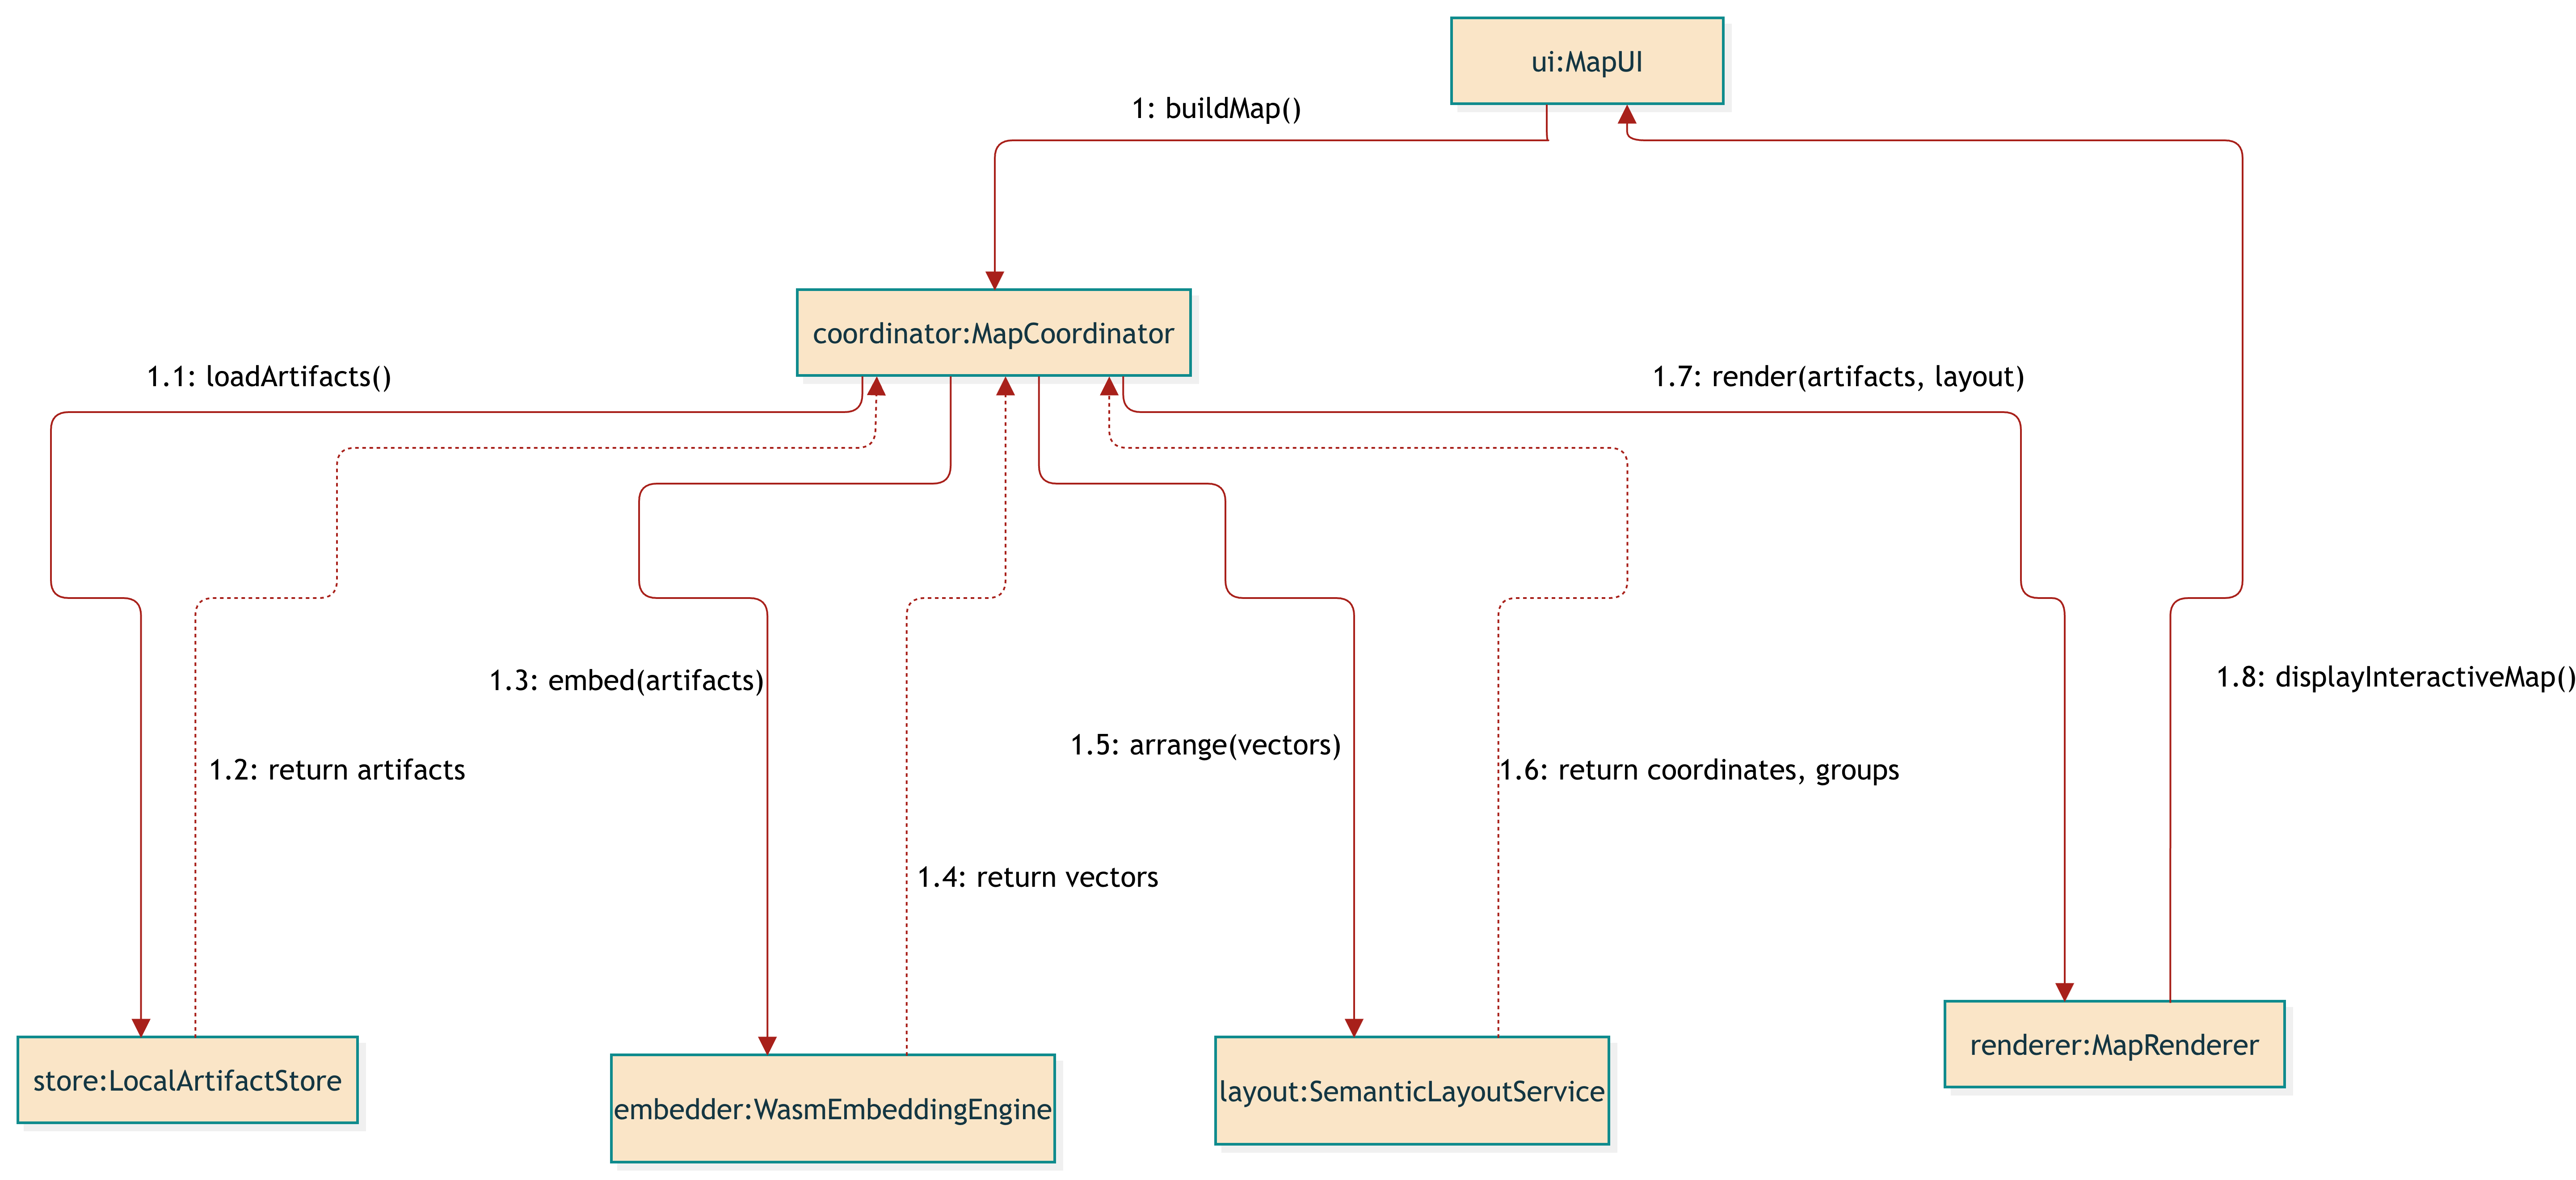 ui:MapUI
1: buildMap()
coordinator:MapCoordinator
1.1: loadArtifacts()
1.7: render(artifacts, layout)
1.3: embed(artifacts)
1.8: displayInteractiveMap()
1.5: arrange(vectors)
1.2: return artifacts
1.6: return coordinates, groups
1.4: return vectors
store:LocalArtifactStore
embedder:WasmEmbeddingEngine
layout:SemanticLayoutService
renderer:MapRenderer